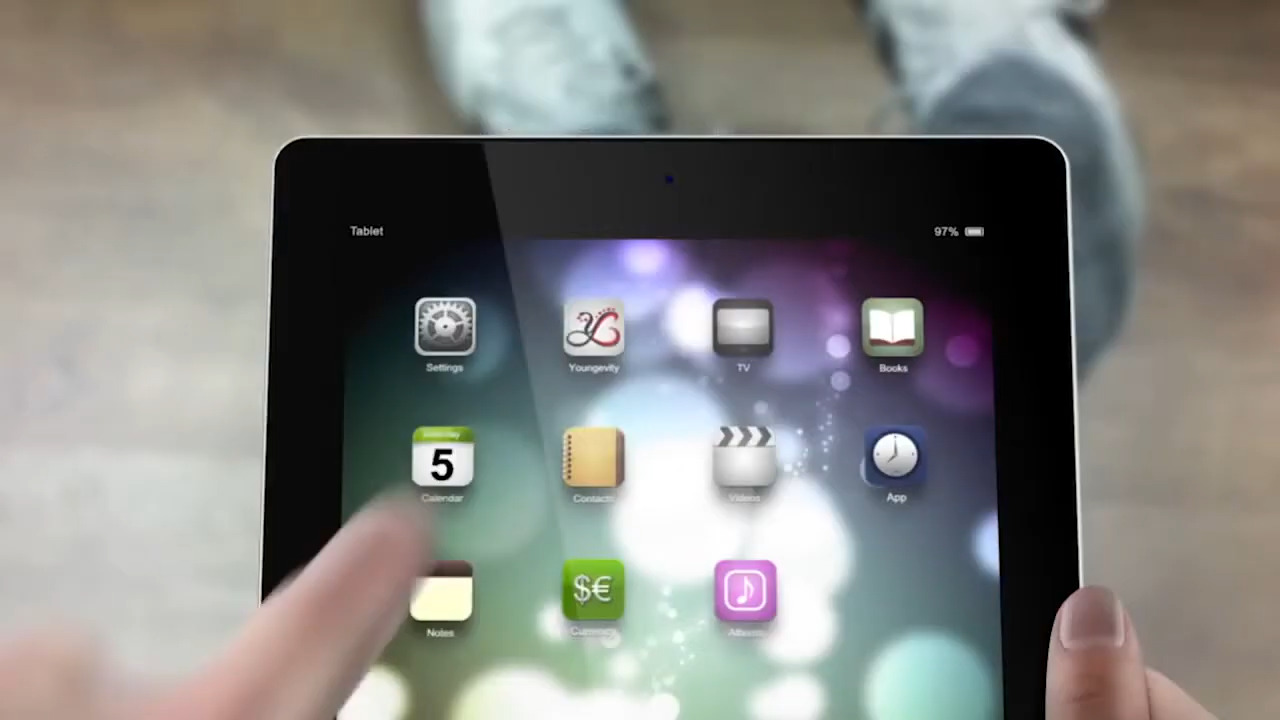 Tablet 97%
Settings Youngevity TV Books
5
Calendar Contacts Videos App
$€
Notes Currency Albums